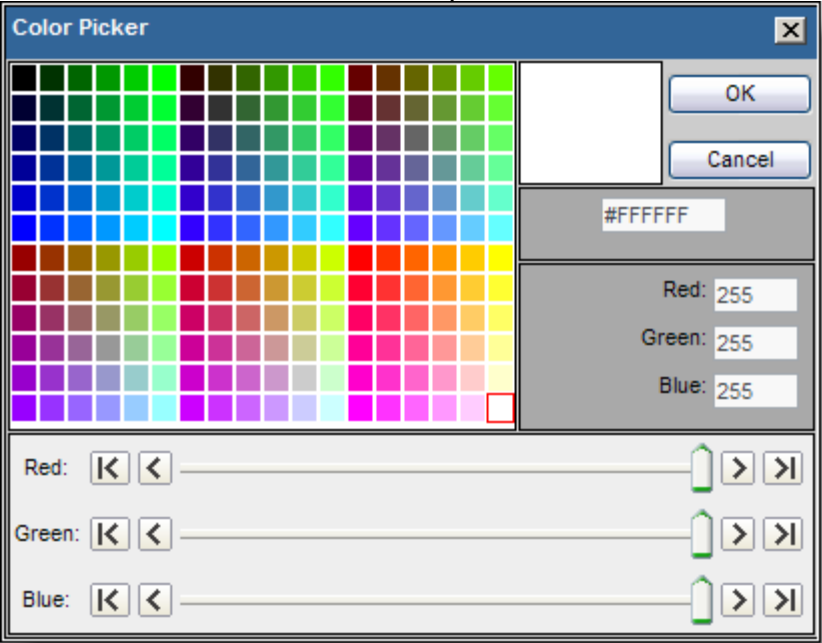 Color Picker
OK
Cancel
#FFFFFF
Red: 255
Green: 255
Blue: 255
Red:
Green:
Blue: